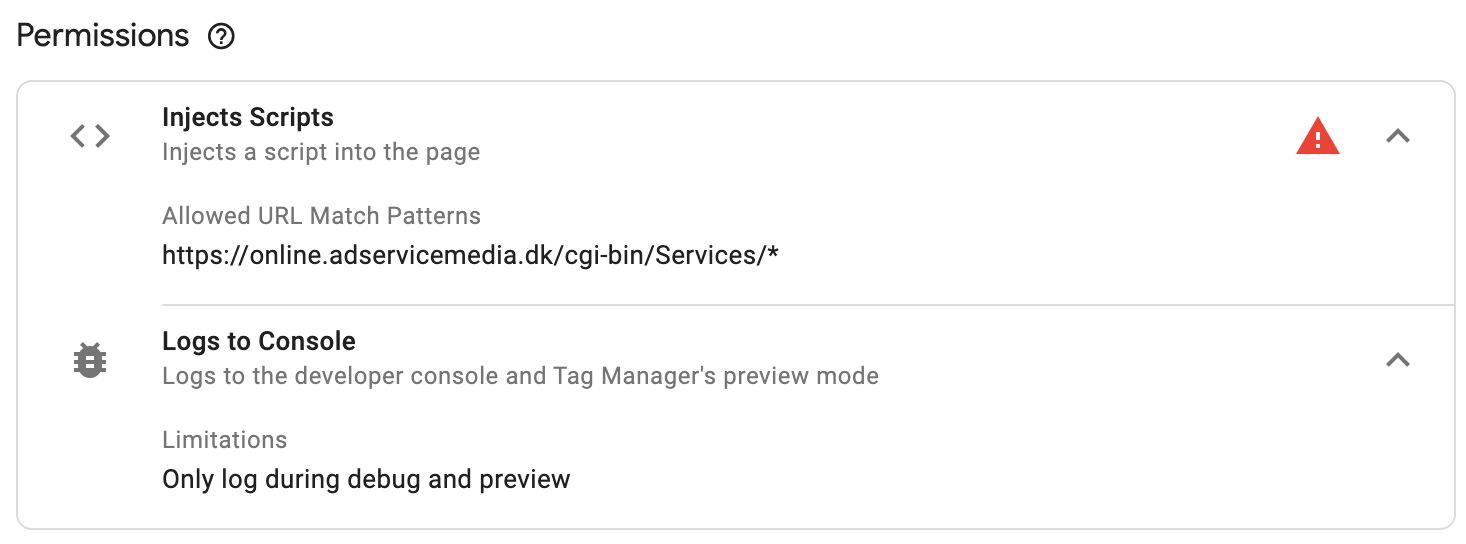 Permissions
Injects Scripts
Injects a script into the page
Allowed URL Match Patterns
https://online.adservicemedia.dk/cgi-bin/Services/*
Logs to Console
Logs to the developer console and Tag Manager's preview mode
Limitations
Only log during debug and preview